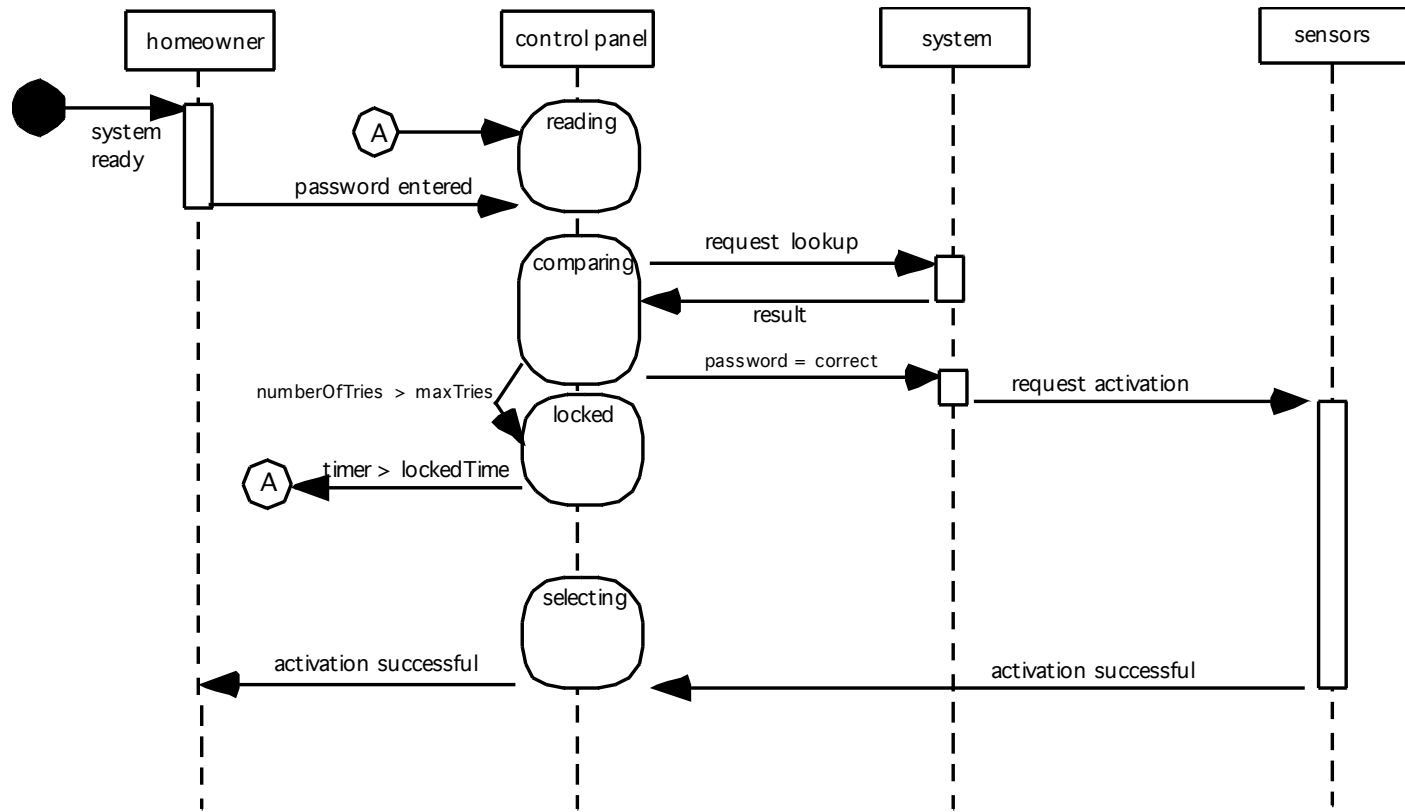 homeowner
control panel
system
sensors
system
ready
A
reading
password entered
comparing
request lookup
result
numberOfTries > maxTries
password = correct
request activation
locked
A
timer > lockedTime
selecting
activation successful
activation successful